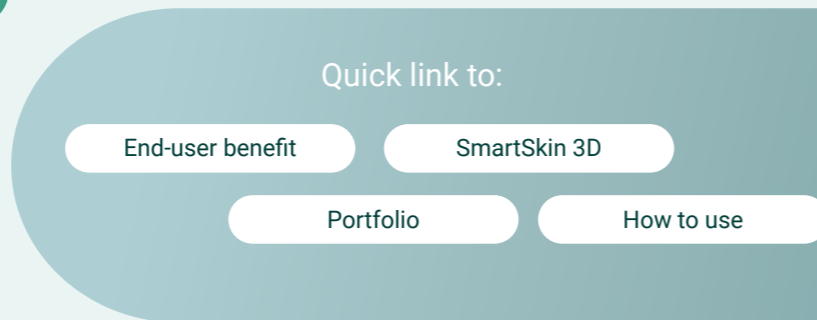 Quick link to:
End-user benefit
SmartSkin 3D
Portfolio
How to use